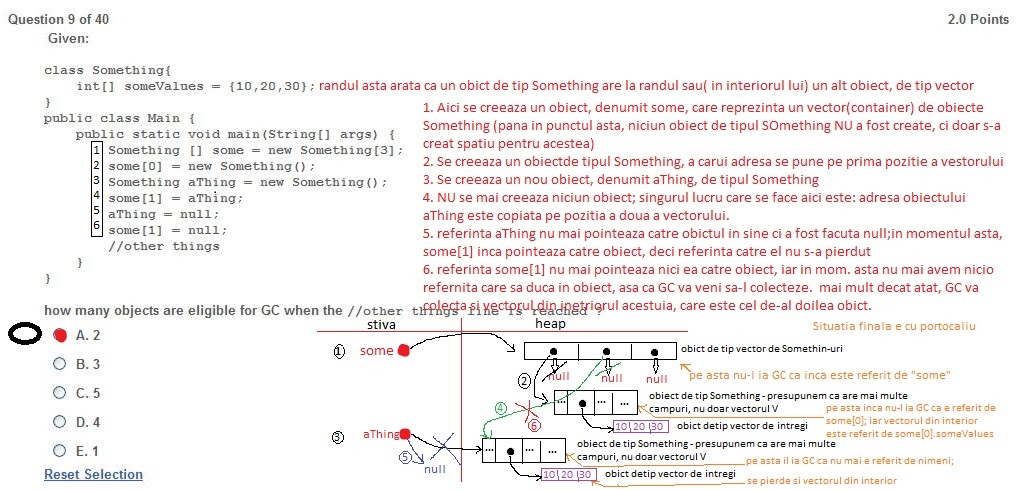 Question 9 of 40
2.0 Points
Given:
class Something{
int[] someValues = {10,20,30}; randul asta arata ca un obict de tip Something are la randul sau( in interiorul lui) un alt obiect, de tip vector
}
public class Main {
public static void main(String[] args) {
1 Something [] some = new Something[3];
2 some[0] = new Something();
3 Something aThing = new Something();
4 some[1] = aThing;
5 aThing = null;
6 some[1] = null;
//other things
}
}
1. Aici se creeaza un obiect, denumit some, care reprezinta un vector(container) de obiecte
Something (pana in punctul asta, niciun obiect de tipul SOmething NU a fost create, ci doar s-a
creat spatiu pentru acestea)
2. Se creeaza un obiectde tipul Something, a carui adresa se pune pe prima pozitie a vestorului
3. Se creeaza un nou obiect, denumit aThing, de tipul Something
4. NU se mai creeaza niciun obiect; singurul lucru care se face aici este: adresa obiectului
aThing este copiata pe pozitia a doua a vectorului.
5. referinta aThing nu mai pointeaza catre obictul in sine ci a fost facuta null;in momentul asta,
some[1] inca pointeaza catre obiect, deci referinta catre el nu s-a pierdut
6. referinta some[1] nu mai pointeaza nici ea catre obiect, iar in mom. asta nu mai avem nicio
refernita care sa duca in obiect, asa ca GC va veni sa-l colecteze. mai mult decat atat, GC va
colecta si vectorul din inetriorul acestuia, care este cel de-al doilea obict.
how many objects are eligible for GC when the //other things line is reached ?
A. 2
B. 3
C. 5
D. 4
E. 1
Reset Selection
stiva
heap
Situatia finala e cu portocaliu
1 some
obict de tip vector de Somethin-uri
null
null
null
pe asta nu-l ia GC ca inca este referit de "some"
2
obiect de tip Something - presupunem ca are mai multe
campuri, nu doar vectorul V
... ... ...
pe asta inca nu-l ia GC ca e referit de
some[0]; iar vectorul din interior
este referit de some[0].someValues
4
6
10|20|30 obict detip vector de intregi
3 aThing
obiect de tip Something - presupunem ca are mai multe
campuri, nu doar vectorul V
... ... ...
5
null
pe asta il ia GC ca nu mai e referit de nimeni;
10|20|30 obict detip vector de intregi
se pierde si vectorul din interior